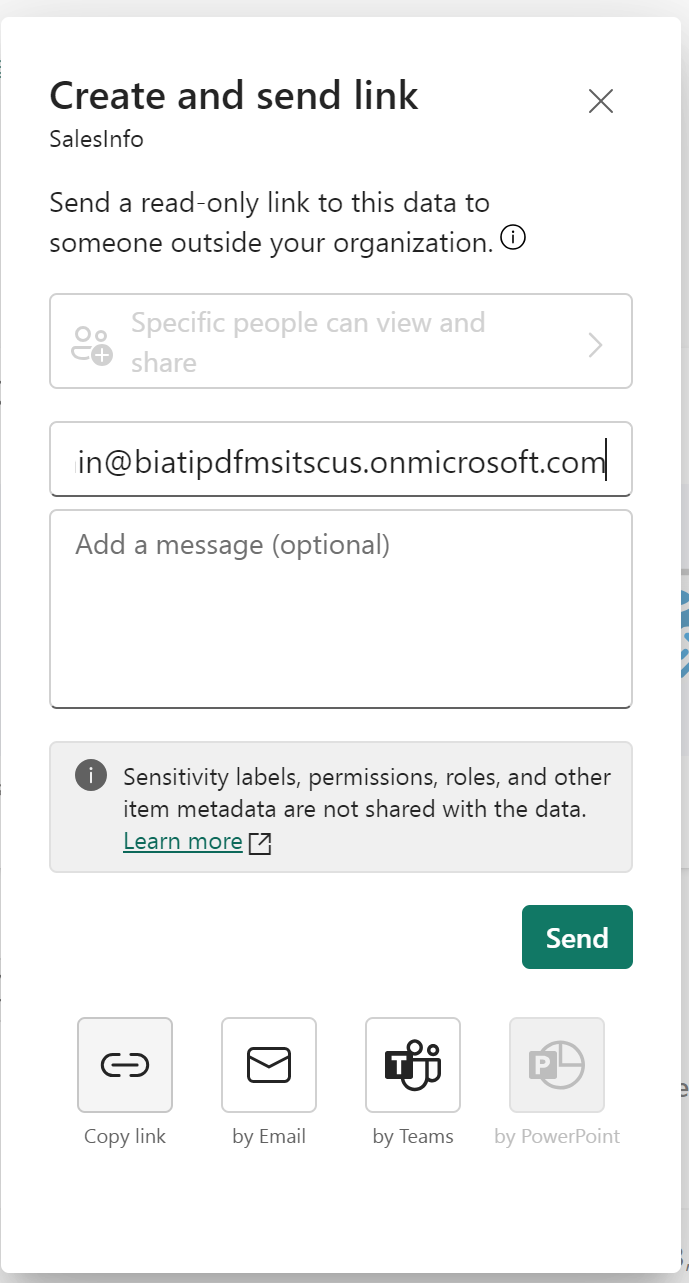 Create and send link
SalesInfo
Send a read-only link to this data to
someone outside your organization.
Specific people can view and
share
in@biatipdfmsitscus.onmicrosoft.com
Add a message (optional)
Sensitivity labels, permissions, roles, and other
item metadata are not shared with the data.
Learn more
Send
Copy link
by Email
by Teams
by PowerPoint